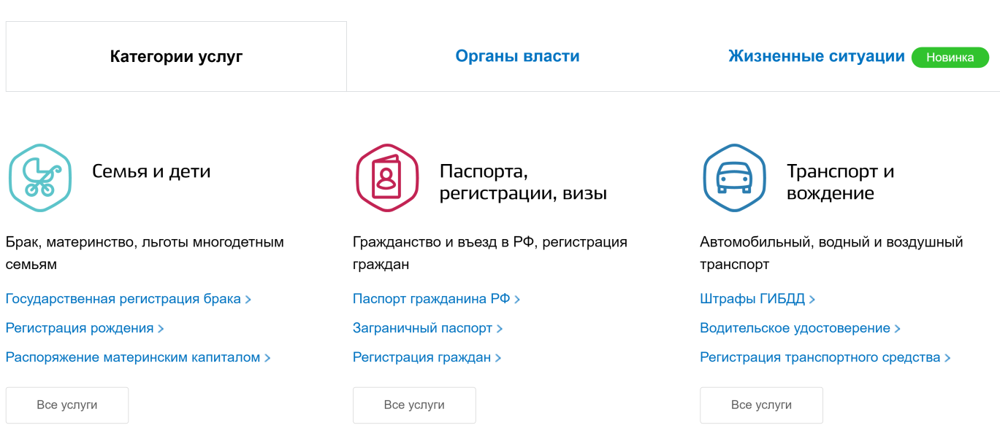 Категории услуг
Органы власти
Жизненные ситуации Новинка
Семья и дети
Брак, материнство, льготы многодетным
семьям
Государственная регистрация брака
Регистрация рождения
Распоряжение материнским капиталом
Все услуги
Паспорта,
регистрации, визы
Гражданство и въезд в РФ, регистрация
граждан
Паспорт гражданина РФ
Заграничный паспорт
Регистрация граждан
Все услуги
Транспорт и
вождение
Автомобильный, водный и воздушный
транспорт
Штрафы ГИБДД
Водительское удостоверение
Регистрация транспортного средства
Все услуги